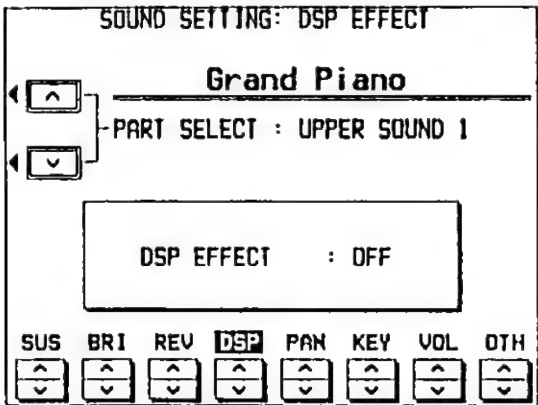 SOUND SETTING: DSP EFFECT
Grand Piano
PART SELECT : UPPER SOUND 1
DSP EFFECT : OFF
SUS BRI REV DSP PAN KEY VOL OTH